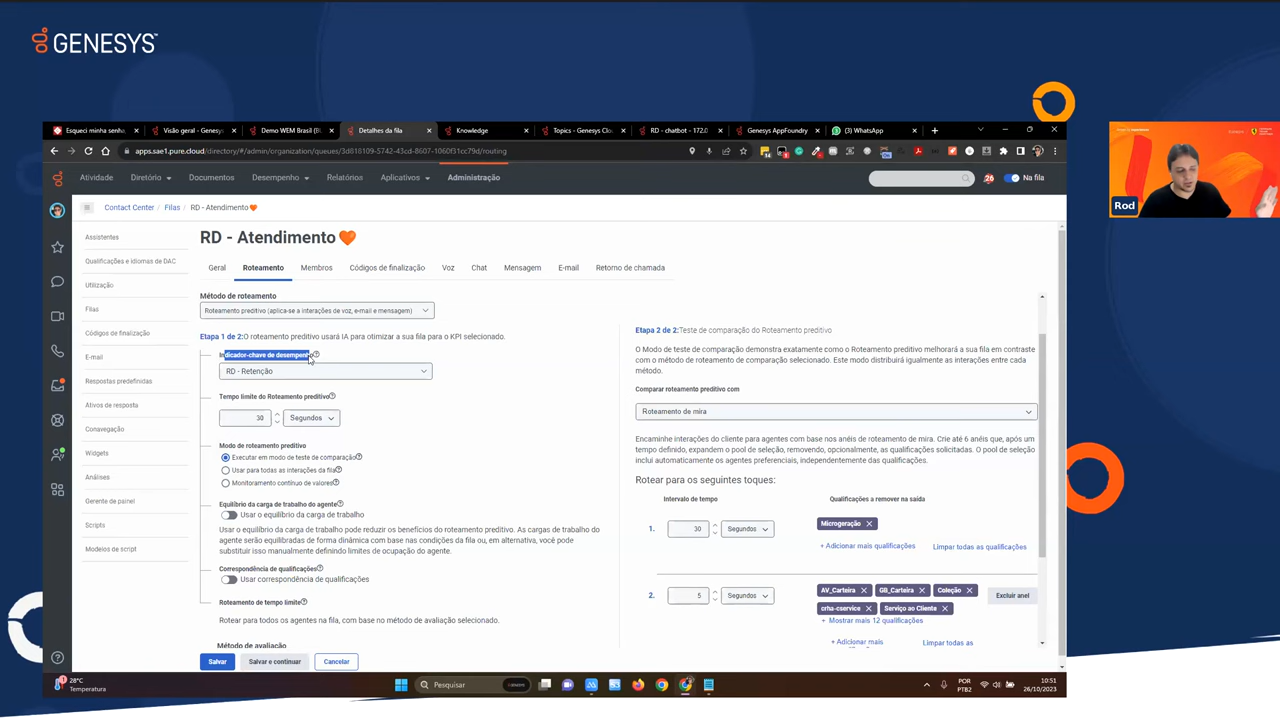 GENESYS
Esqueci minha senha
Visão geral - Genesys
Demo WEM Brasil (BL
Detalhes da fila
Knowledge
Topics - Genesys Clo
RD - chatbot - 172.0
Genesys AppFoundry
(3) WhatsApp
apps.sae1.pure.cloud/directory/#/admin/organization/queues/3d818109-5742-43cd-8607-1060f31cc79d/routing
Atividade
Diretório
Documentos
Desempenho
Relatórios
Aplicativos
Administração
26
Na fila
Rod
Contact Center / Filas / RD - Atendimento
Assistentes
Qualificações e idiomas de DAC
Utilização
Filas
Códigos de finalização
E-mail
Respostas predefinidas
Ativos de resposta
Conavegação
Widgets
Análises
Gerente de painel
Scripts
Modelos de script
RD - Atendimento
Geral
Roteamento
Membros
Códigos de finalização
Voz
Chat
Mensagem
E-mail
Retorno de chamada
Método de roteamento
Roteamento preditivo (aplica-se a interações de voz, e-mail e mensagem)
Etapa 1 de 2:O roteamento preditivo usará IA para otimizar a sua fila para o KPI selecionado.
Indicador-chave de desempenho
RD - Retenção
Tempo limite do Roteamento preditivo
30
Segundos
Modo de roteamento preditivo
Executar em modo de teste de comparação
Usar para todas as interações da fila
Monitoramento contínuo de valores
Equilíbrio da carga de trabalho do agente
Usar o equilíbrio da carga de trabalho
Usar o equilíbrio da carga de trabalho pode reduzir os benefícios do roteamento preditivo. As cargas de trabalho do
agente serão equilibradas de forma dinâmica com base nas condições da fila ou, em alternativa, você pode
substituir isso manualmente definindo limites de ocupação do agente.
Correspondência de qualificações
Usar correspondência de qualificações
Roteamento de tempo limite
Rotear para todos os agentes na fila, com base no método de avaliação selecionado.
Método de avaliação
Salvar
Salvar e continuar
Cancelar
Etapa 2 de 2:Teste de comparação do Roteamento preditivo
O Modo de teste de comparação demonstra exatamente como o Roteamento preditivo melhorará a sua fila em contraste
com o método de roteamento de comparação selecionado. Este modo distribuirá igualmente as interações entre cada
método.
Comparar roteamento preditivo com
Roteamento de mira
Encaminhe interações do cliente para agentes com base nos anéis de roteamento de mira. Crie até 6 anéis que, após um
tempo definido, expandem o pool de seleção, removendo, opcionalmente, as qualificações solicitadas. O pool de seleção
inclui automaticamente os agentes preferenciais, independentemente das qualificações.
Rotear para os seguintes toques:
Intervalo de tempo
Qualificações a remover na saída
1.
30
Segundos
Microgeração
+ Adicionar mais qualificações
Limpar todas as qualificações
2.
5
Segundos
AV_Carteira
GB_Carteira
Coleção
Excluir anel
crha-cservice
Serviço ao Cliente
+ Mostrar mais 12 qualificações
+ Adicionar mais
Limpar todas as
28°C
Temperatura
Pesquisar
POR
PTB2
10:51
26/10/2023